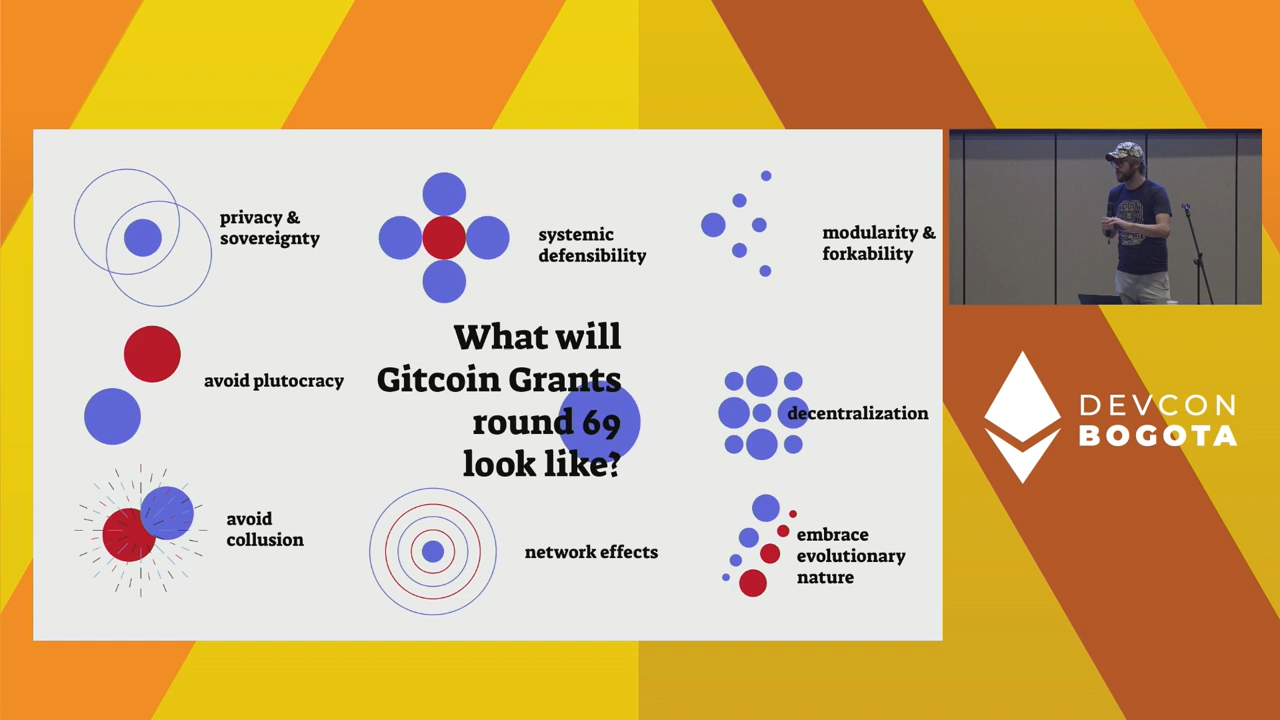 privacy &
sovereignty
systemic
defensibility
modularity &
forkability
avoid plutocracy
What will
Gitcoin Grants
round 69
look like?
decentralization
avoid
collusion
network effects
embrace
evolutionary
nature
DEVCON
BOGOTA